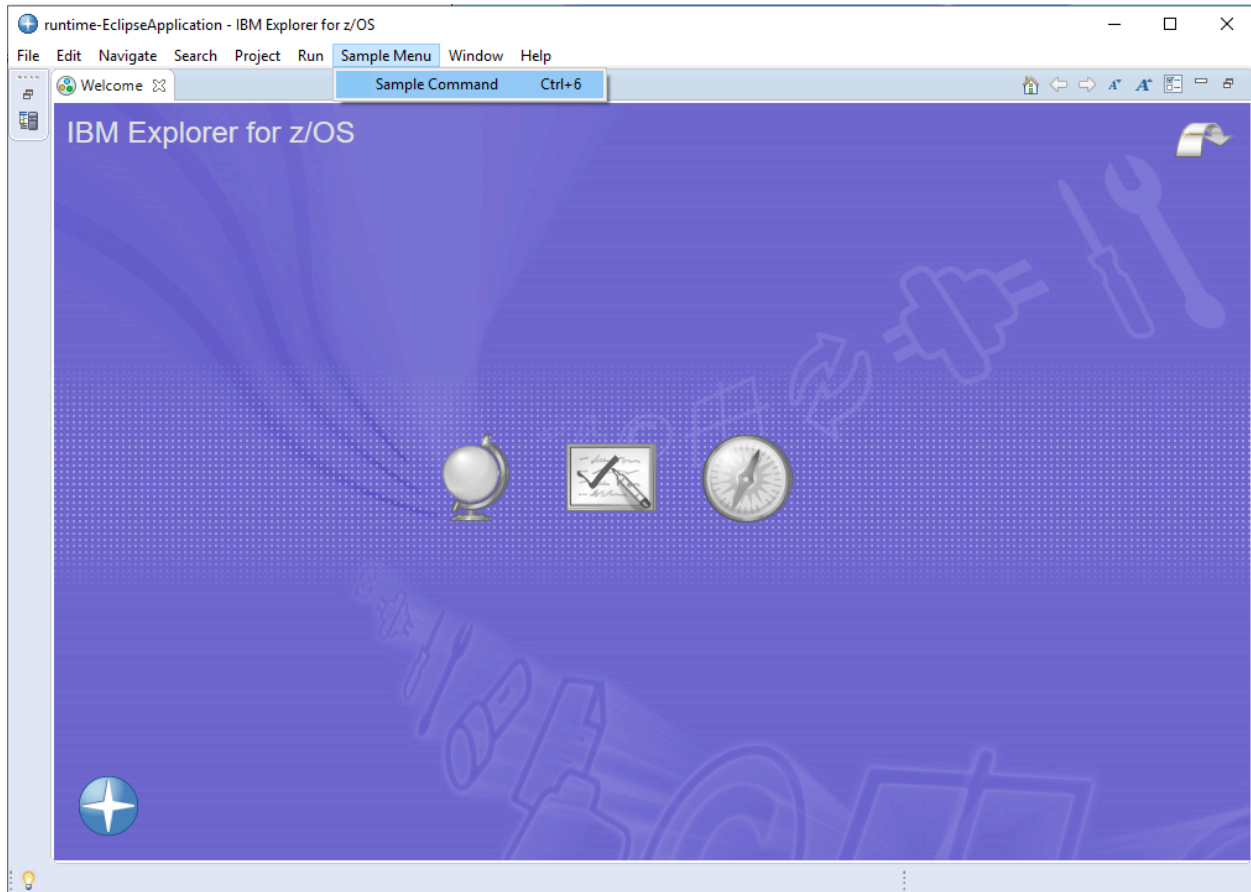 runtime-EclipseApplication - IBM Explorer for z/OS
File Edit Navigate Search Project Run Sample Menu Window Help
Sample Command Ctrl+6
Welcome
IBM Explorer for z/OS